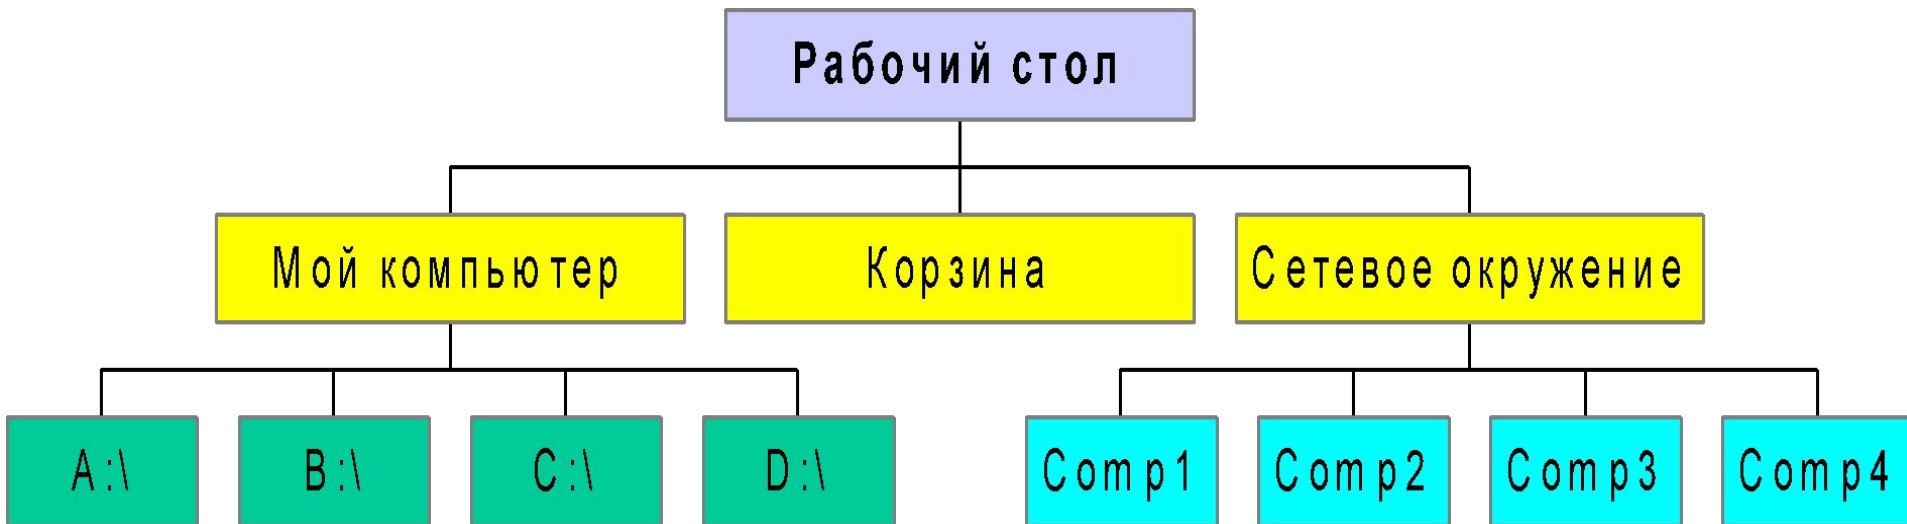 Рабочий стол
Мой компьютер
Корзина
Сетевое окружение
A:\
B:\
C:\
D:\
Comp1
Comp2
Comp3
Comp4